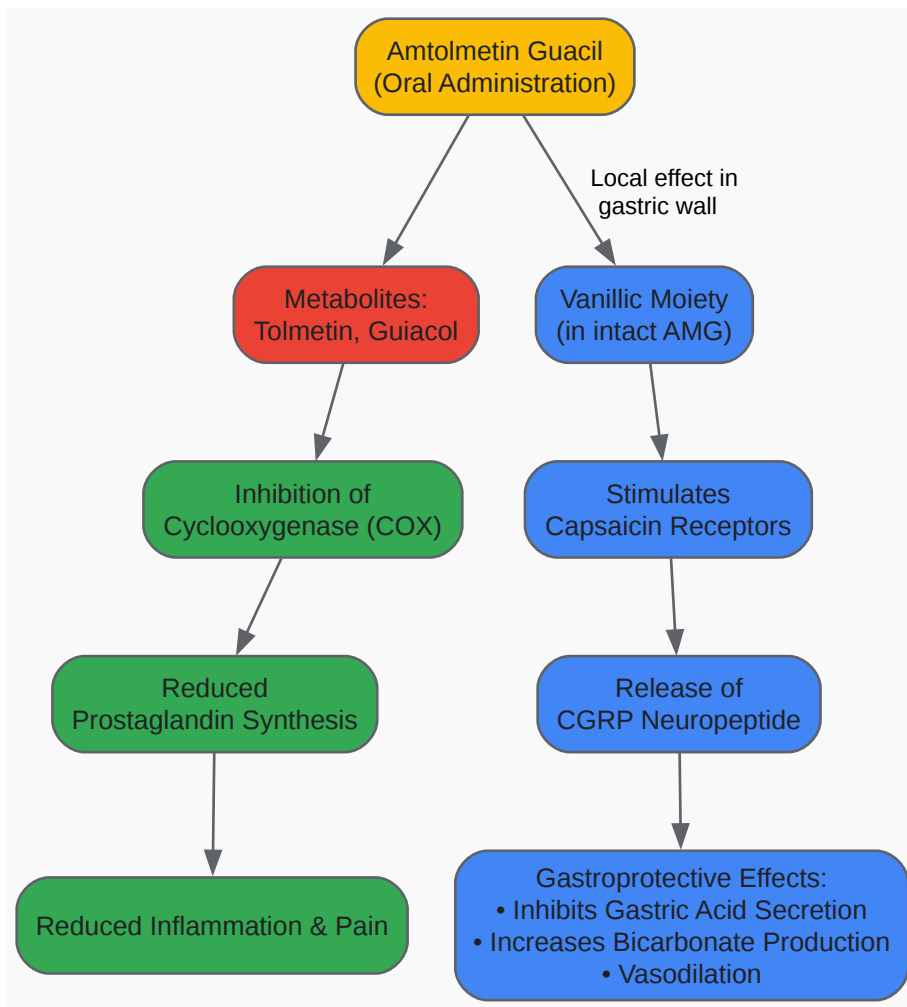 Amtolmetin Guacil
(Oral Administration)
Local effect in
gastric wall
Metabolites:
Tolmetin, Guiacol
Vanillic Moiety
(in intact AMG)
Inhibition of
Cyclooxygenase (COX)
Stimulates
Capsaicin Receptors
Reduced
Prostaglandin Synthesis
Release of
CGRP Neuropeptide
Reduced Inflammation & Pain
Gastroprotective Effects:
• Inhibits Gastric Acid Secretion
• Increases Bicarbonate Production
• Vasodilation